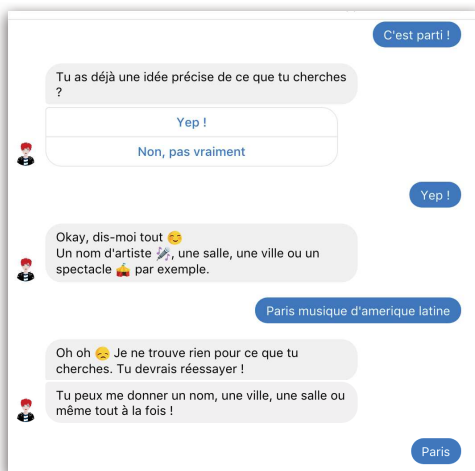 C'est parti !
Tu as déjà une idée précise de ce que tu cherches
?
Yep !
Non, pas vraiment
Yep !
Okay, dis-moi tout 😊
Un nom d'artiste 🎤, une salle, une ville ou un
spectacle 🎪 par exemple.
Paris musique d'amerique latine
Oh oh 😞 Je ne trouve rien pour ce que tu
cherches. Tu devrais réessayer !
Tu peux me donner un nom, une ville, une salle ou
même tout à la fois !
Paris